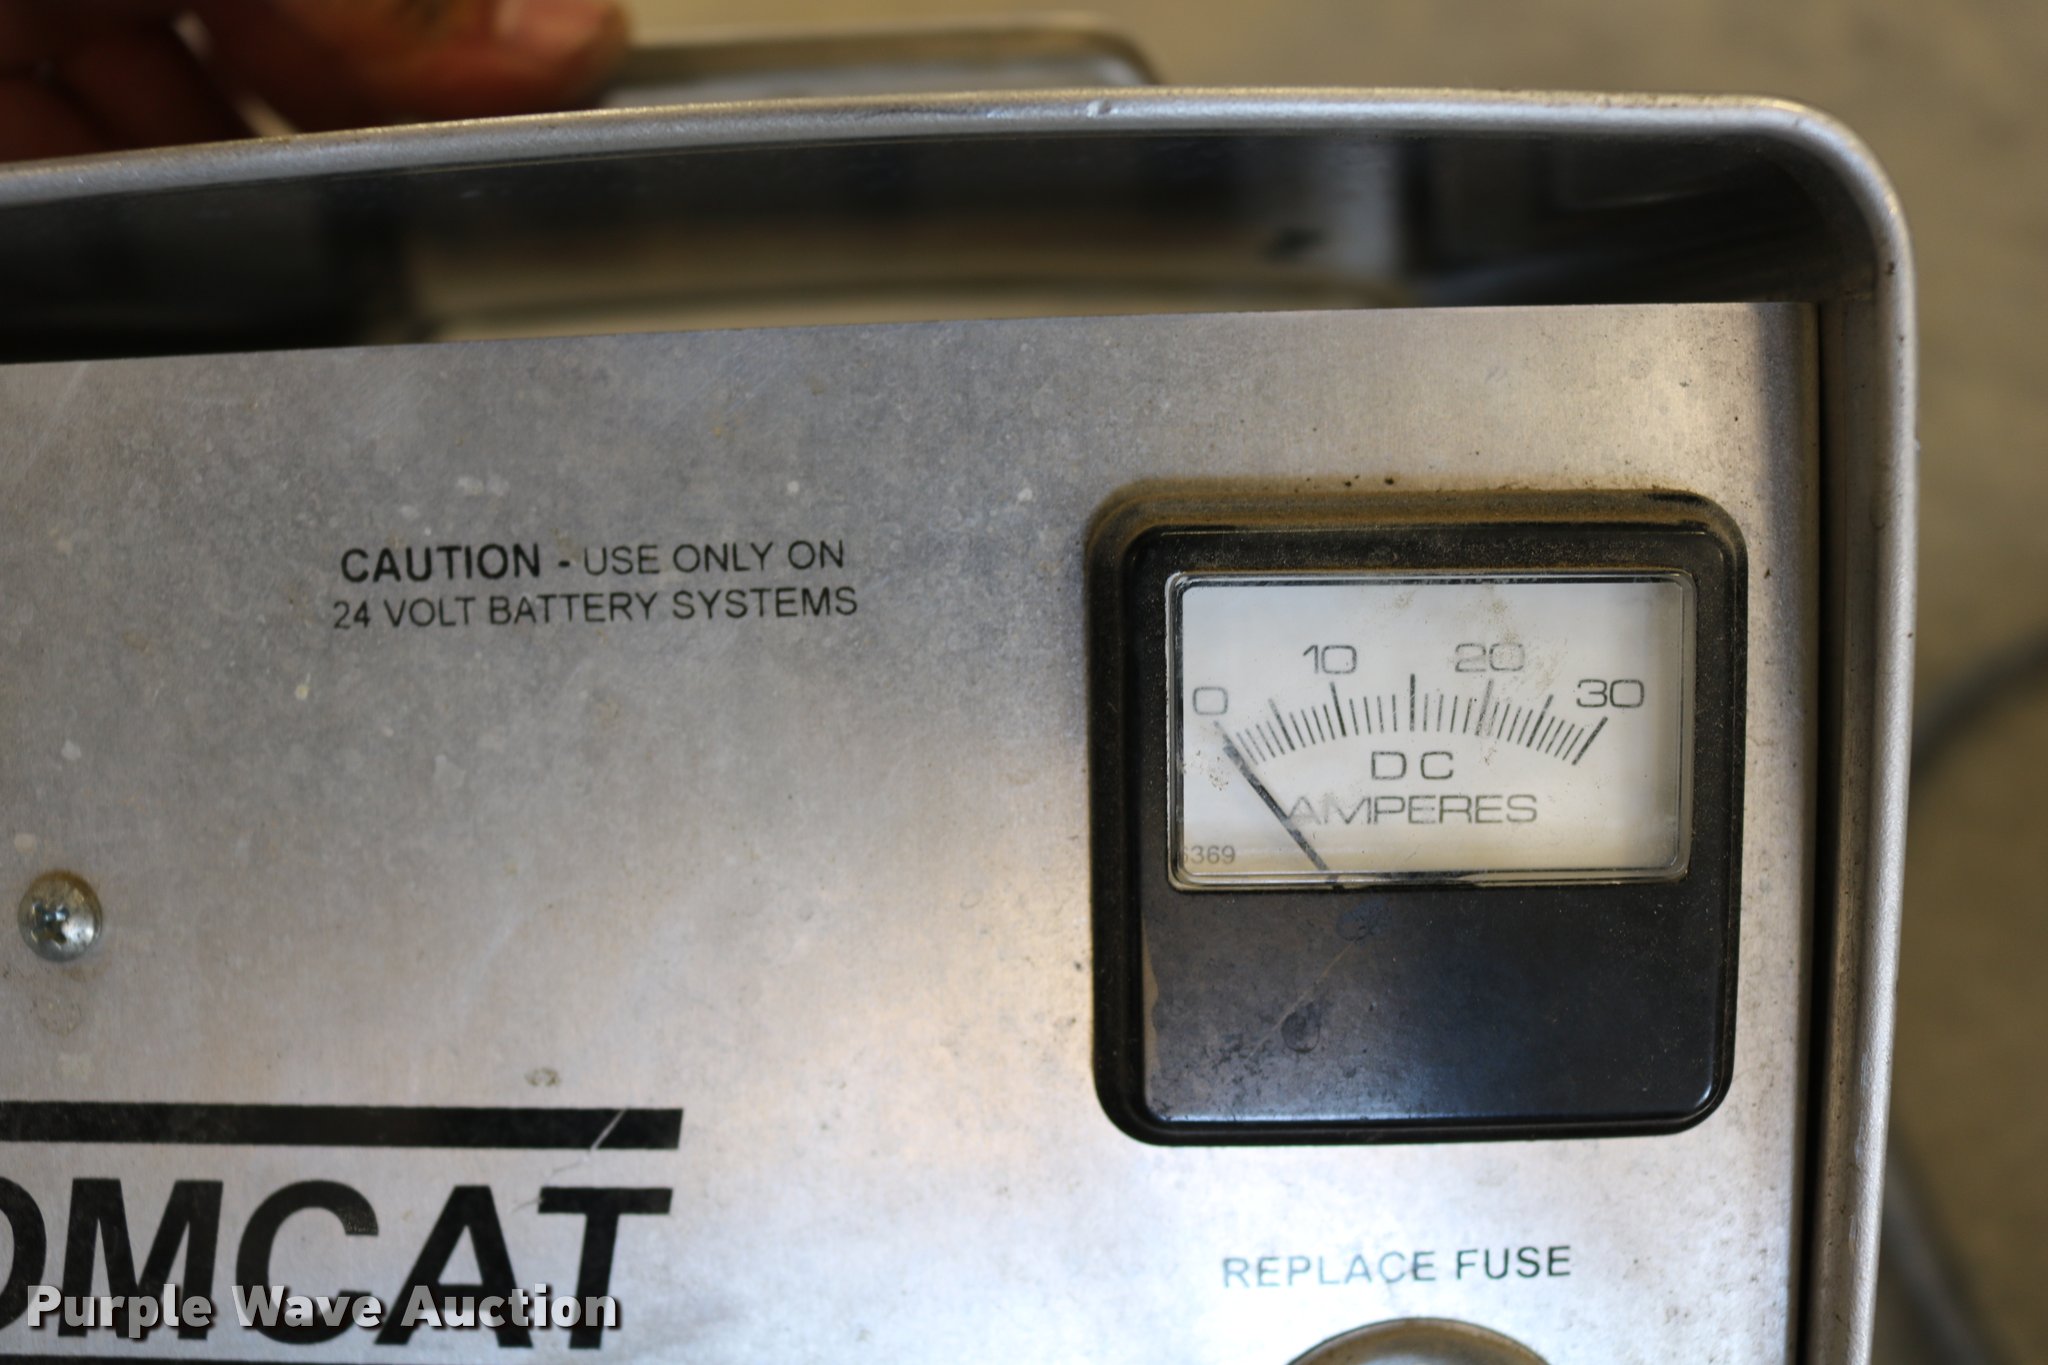 CAUTION - USE ONLY ON
24 VOLT BATTERY SYSTEMS
0 10 20 30
DC
AMPERES
6369
OMCAT
REPLACE FUSE
Purple Wave Auction